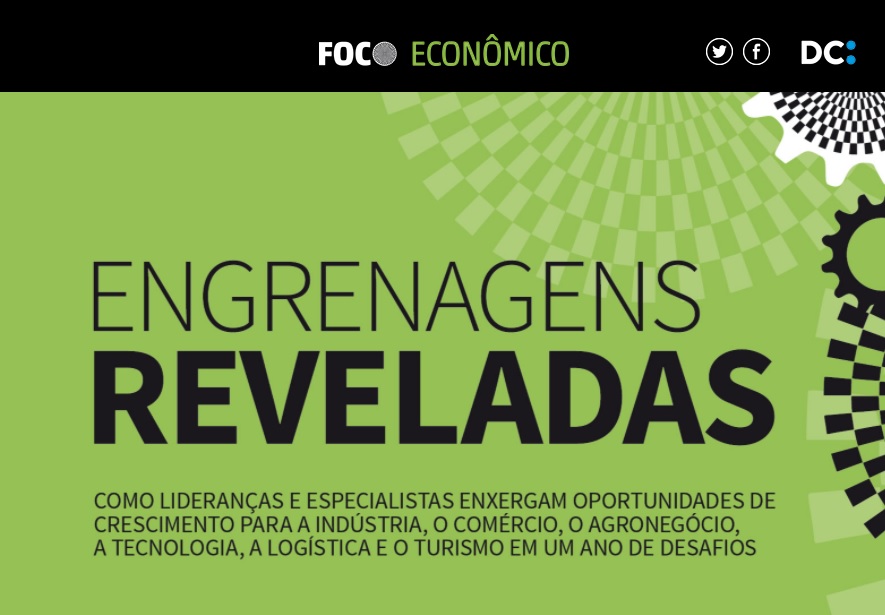 FOCO ECONÔMICO
DC:
ENGRENAGENS
REVELADAS
COMO LIDERANÇAS E ESPECIALISTAS ENXERGAM OPORTUNIDADES DE
CRESCIMENTO PARA A INDÚSTRIA, O COMÉRCIO, O AGRONEGÓCIO,
A TECNOLOGIA, A LOGÍSTICA E O TURISMO EM UM ANO DE DESAFIOS